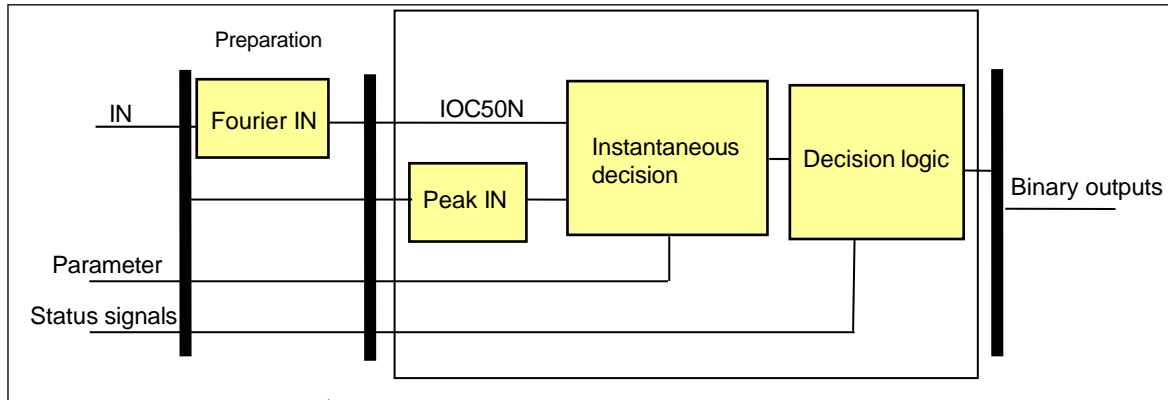 Preparation
IN
Fourier IN
IOC50N
Instantaneous
decision
Decision logic
Peak IN
Binary outputs
Parameter
Status signals